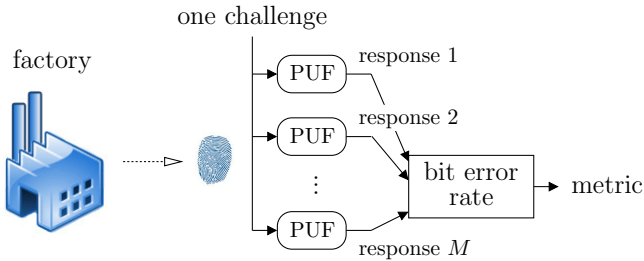 one challenge
factory
PUF
response 1
PUF
response 2
⋮
PUF
response M
bit error
rate
metric